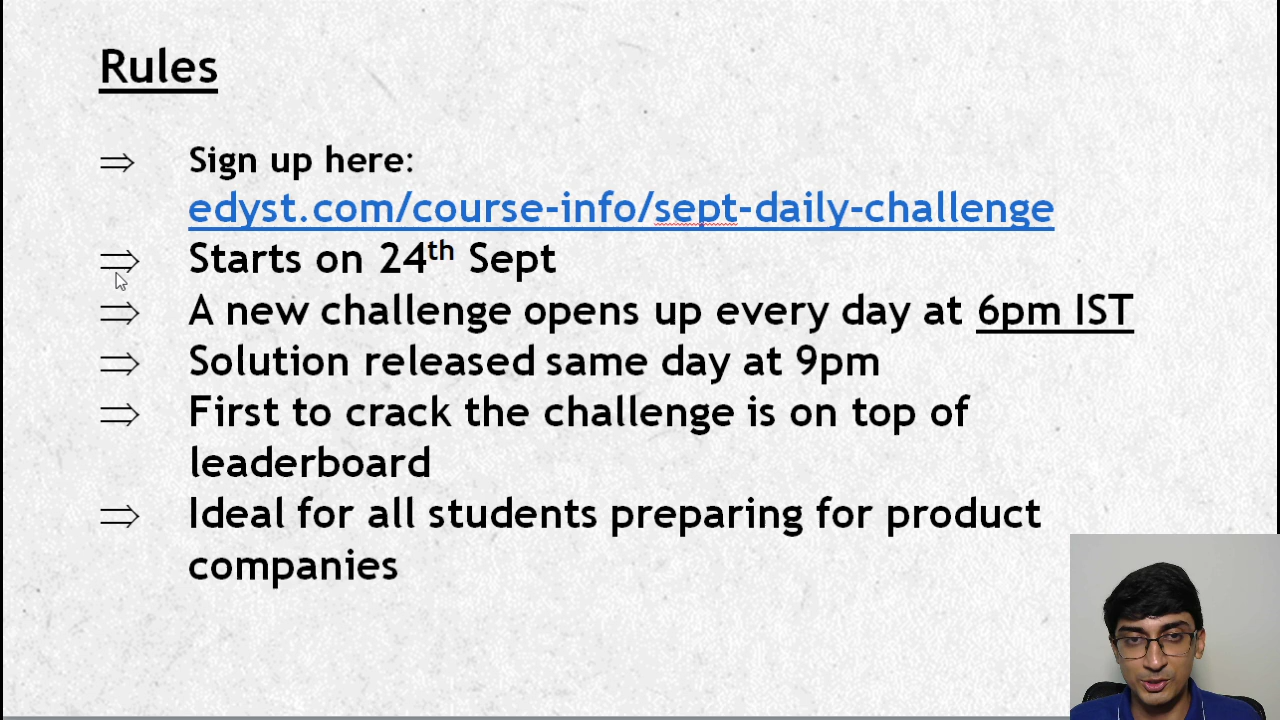 Rules
⇒ Sign up here:
edyst.com/course-info/sept-daily-challenge
⇒ Starts on 24th Sept
⇒ A new challenge opens up every day at 6pm IST
⇒ Solution released same day at 9pm
⇒ First to crack the challenge is on top of
leaderboard
⇒ Ideal for all students preparing for product
companies